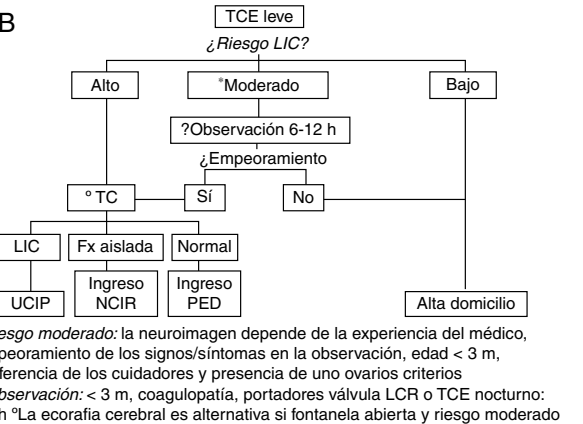 B
TCE leve
¿Riesgo LIC?
Alto
*Moderado
Bajo
?Observación 6-12 h
¿Empeoramiento
º TC
Sí
No
LIC
Fx aislada
Normal
UCIP
Ingreso
NCIR
Ingreso
PED
Alta domicilio
esgo moderado: la neuroimagen depende de la experiencia del médico,
peoramiento de los signos/síntomas en la observación, edad < 3 m,
ferencia de los cuidadores y presencia de uno ovarios criterios
bservación: < 3 m, coagulopatía, portadores válvula LCR o TCE nocturno:
h ºLa ecorafia cerebral es alternativa si fontanela abierta y riesgo moderado